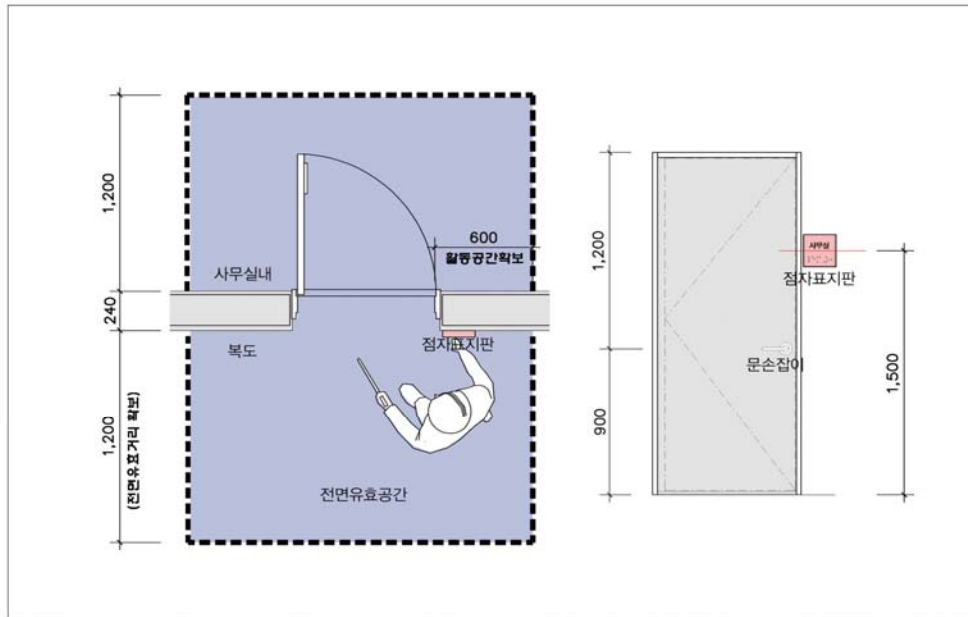 1,200
240
1,200
(전면유효거리 확보)
사무실내
복도
600
활동공간확보
점자표지판
전면유효공간
1,200
900
사무실
점자표지판
문손잡이
1,500